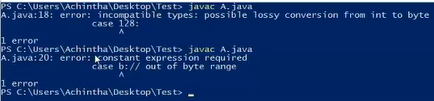 PS C:\Users\Achintha\Desktop\Test> javac A.java
A.java:18: error: incompatible types: possible lossy conversion from int to byte
case 128:
^
1 error
PS C:\Users\Achintha\Desktop\Test> javac A.java
A.java:20: error: constant expression required
case b:// out of byte range
^
1 error
PS C:\Users\Achintha\Desktop\Test>